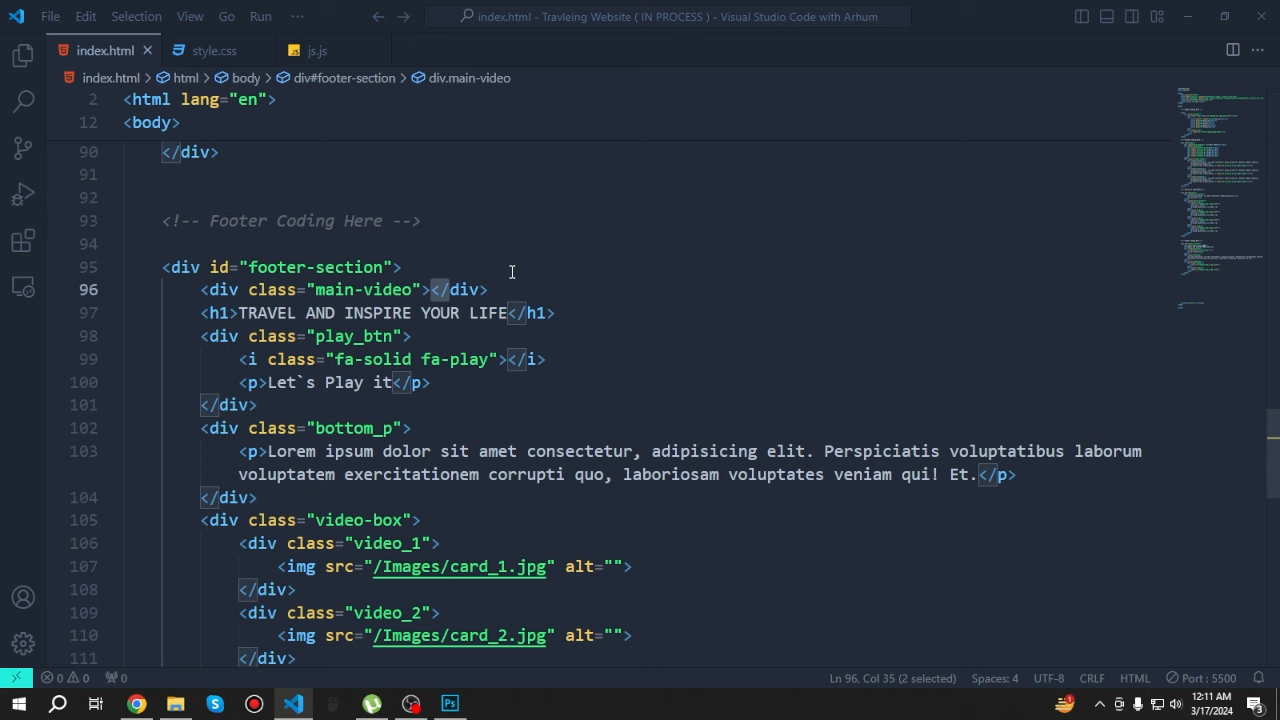 File Edit Selection View Go Run ···
index.html - Travleing Website ( IN PROCESS ) - Visual Studio Code with Arhum
index.html
style.css
js.js
index.html > html > body > div#footer-section > div.main-video
2 <html lang="en">
12 <body>
90 </div>
91
92
93 <!-- Footer Coding Here -->
94
95 <div id="footer-section">
96 <div class="main-video"></div>
97 <h1>TRAVEL AND INSPIRE YOUR LIFE</h1>
98 <div class="play_btn">
99 <i class="fa-solid fa-play"></i>
100 <p>Let`s Play it</p>
101 </div>
102 <div class="bottom_p">
103 <p>Lorem ipsum dolor sit amet consectetur, adipisicing elit. Perspiciatis voluptatibus laborum
voluptatem exercitationem corrupti quo, laboriosam voluptates veniam qui! Et.</p>
104 </div>
105 <div class="video-box">
106 <div class="video_1">
107 <img src="/Images/card_1.jpg" alt="">
108 </div>
109 <div class="video_2">
110 <img src="/Images/card_2.jpg" alt="">
111 </div>
0 0 0 Ln 96, Col 35 (2 selected) Spaces: 4 UTF-8 CRLF HTML Port : 5500
12:11 AM
3/17/2024